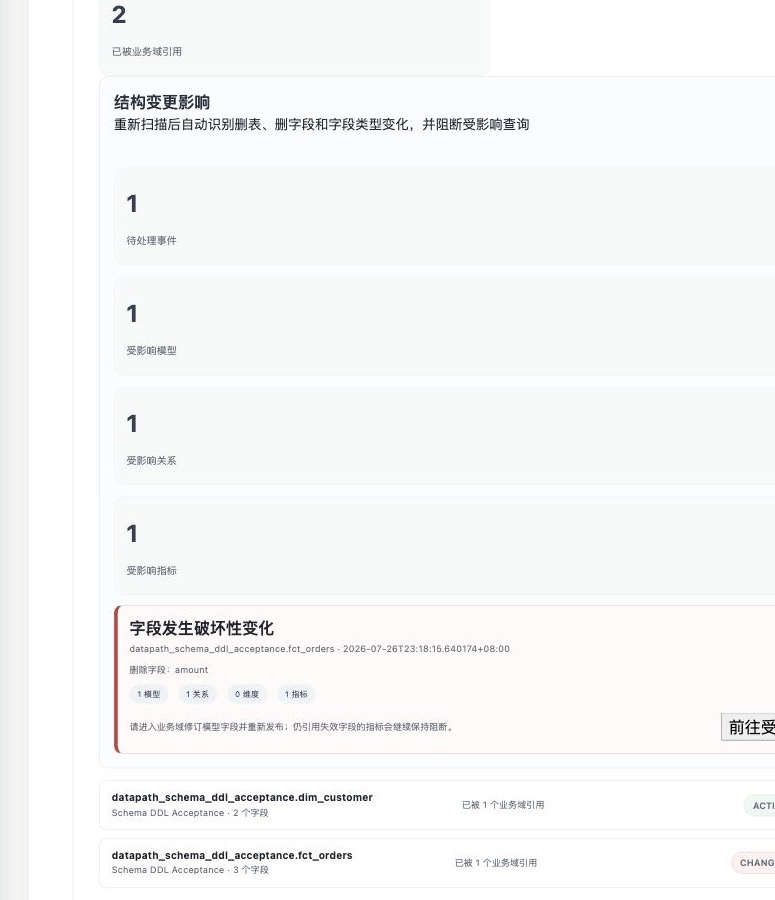 2
已被业务域引用
结构变更影响
重新扫描后自动识别删表、删字段和字段类型变化，并阻断受影响查询
1
待处理事件
1
受影响模型
1
受影响关系
1
受影响指标
字段发生破坏性变化
datapath_schema_ddl_acceptance.fct_orders · 2026-07-26T23:18:15.640174+08:00
删除字段：amount
1 模型 1 关系 0 维度 1 指标
请进入业务域修订模型字段并重新发布；仍引用失效字段的指标会继续保持阻断。
前往受
datapath_schema_ddl_acceptance.dim_customer
已被 1 个业务域引用
ACTI
Schema DDL Acceptance · 2 个字段
datapath_schema_ddl_acceptance.fct_orders
已被 1 个业务域引用
CHANG
Schema DDL Acceptance · 3 个字段